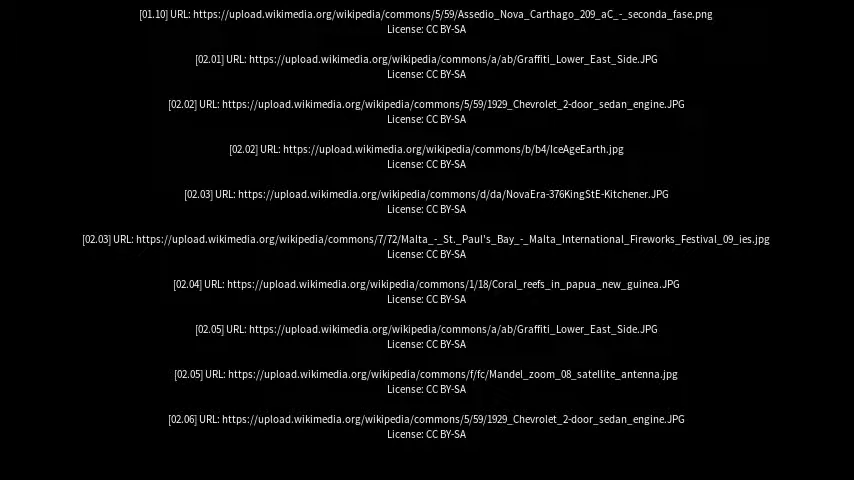 [01.10] URL: https://upload.wikimedia.org/wikipedia/commons/5/59/Assedio_Nova_Carthago_209_aC_-_seconda_fase.png
License: CC BY-SA
[02.01] URL: https://upload.wikimedia.org/wikipedia/commons/a/ab/Graffiti_Lower_East_Side.JPG
License: CC BY-SA
[02.02] URL: https://upload.wikimedia.org/wikipedia/commons/5/59/1929_Chevrolet_2-door_sedan_engine.JPG
License: CC BY-SA
[02.02] URL: https://upload.wikimedia.org/wikipedia/commons/b/b4/IceAgeEarth.jpg
License: CC BY-SA
[02.03] URL: https://upload.wikimedia.org/wikipedia/commons/d/da/NovaEra-376KingStE-Kitchener.JPG
License: CC BY-SA
[02.03] URL: https://upload.wikimedia.org/wikipedia/commons/7/72/Malta_-_St._Paul's_Bay_-_Malta_International_Fireworks_Festival_09_ies.jpg
License: CC BY-SA
[02.04] URL: https://upload.wikimedia.org/wikipedia/commons/1/18/Coral_reefs_in_papua_new_guinea.JPG
License: CC BY-SA
[02.05] URL: https://upload.wikimedia.org/wikipedia/commons/a/ab/Graffiti_Lower_East_Side.JPG
License: CC BY-SA
[02.05] URL: https://upload.wikimedia.org/wikipedia/commons/f/fc/Mandel_zoom_08_satellite_antenna.jpg
License: CC BY-SA
[02.06] URL: https://upload.wikimedia.org/wikipedia/commons/5/59/1929_Chevrolet_2-door_sedan_engine.JPG
License: CC BY-SA